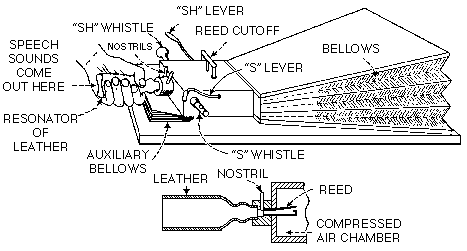 "SH" LEVER
"SH" WHISTLE
REED CUTOFF
SPEECH
SOUNDS
COME
OUT HERE
NOSTRILS
BELLOWS
"S" LEVER
RESONATOR
OF
LEATHER
AUXILIARY
BELLOWS
"S" WHISTLE
LEATHER
NOSTRIL
REED
COMPRESSED
AIR CHAMBER